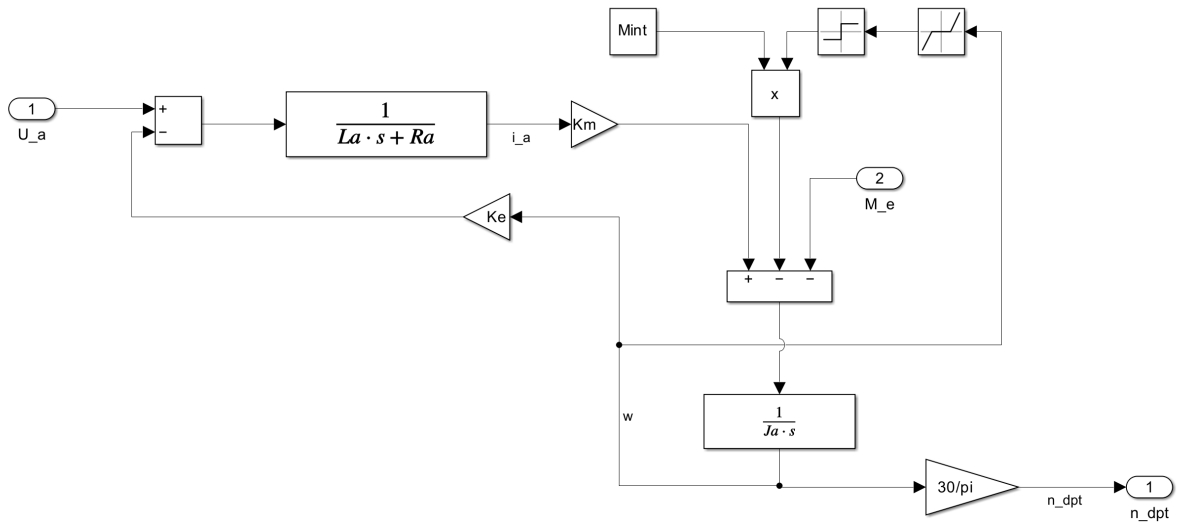 Mint
x
1
U_a
+
−
1
La · s + Ra
i_a
Km
2
M_e
Ke
+ − −
w
1
Ja · s
30/pi
n_dpt
1
n_dpt